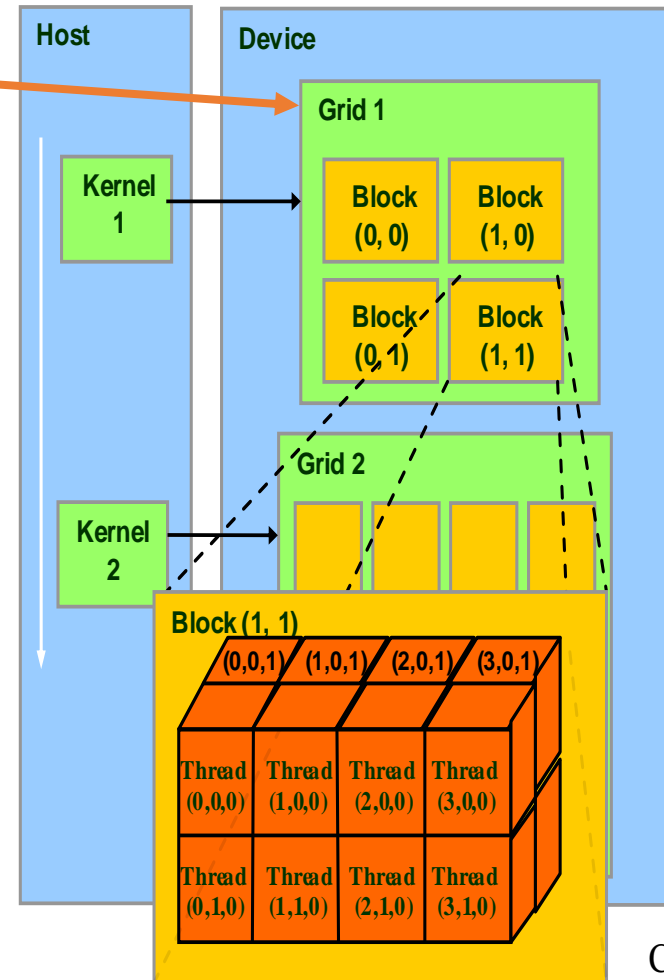 Host
Device
Grid 1
Kernel
1
Block
(0, 0)
Block
(1, 0)
Block
(0, 1)
Block
(1, 1)
Grid 2
Kernel
2
Block (1, 1)
(0,0,1) (1,0,1) (2,0,1) (3,0,1)
Thread
(0,0,0)
Thread
(1,0,0)
Thread
(2,0,0)
Thread
(3,0,0)
Thread
(0,1,0)
Thread
(1,1,0)
Thread
(2,1,0)
Thread
(3,1,0)